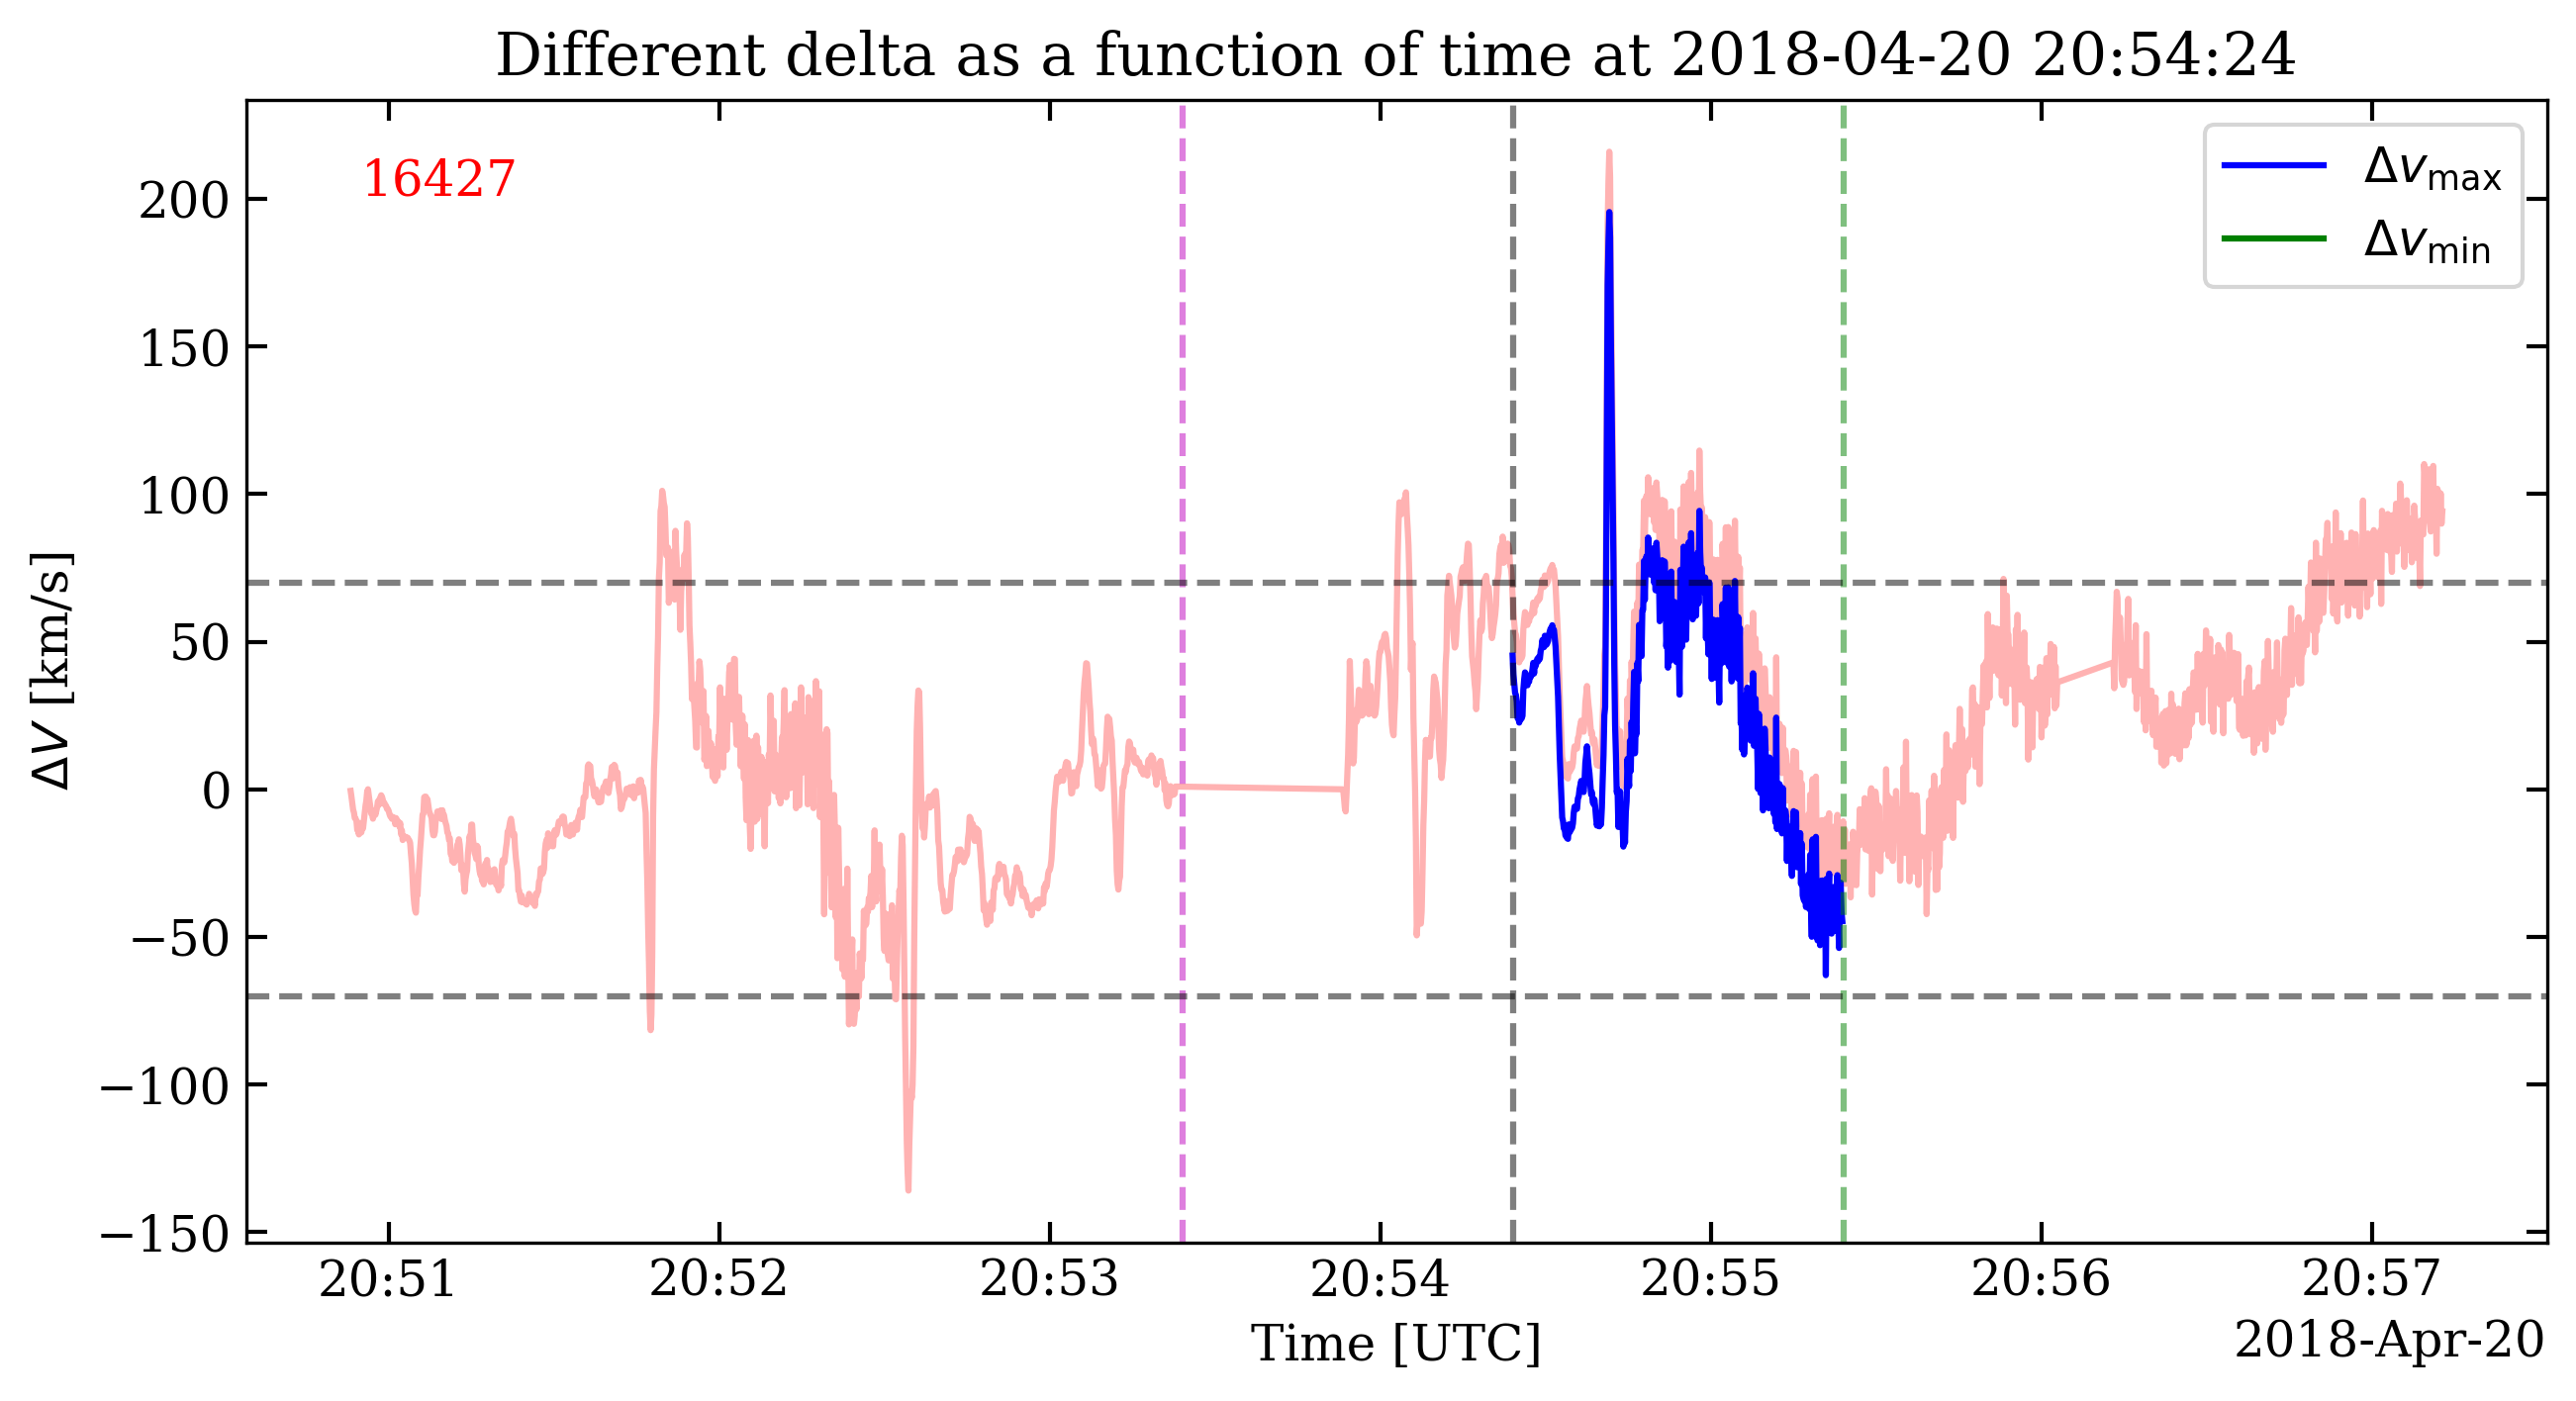 Different delta as a function of time at 2018-04-20 20:54:24
16427
Δv_max
Δv_min
200
150
100
50
0
−50
−100
−150
ΔV [km/s]
20:51 20:52 20:53 20:54 20:55 20:56 20:57
Time [UTC]
2018-Apr-20